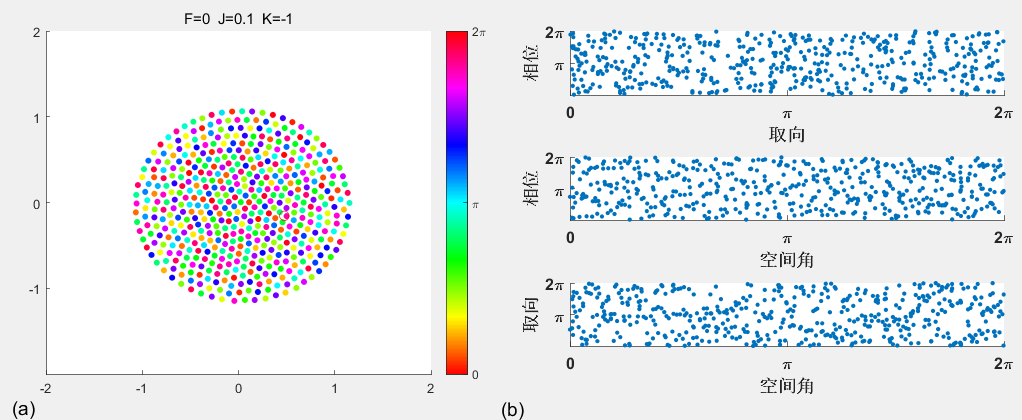 F=0 J=0.1 K=-1
2
1
0
-1
-2 -1 0 1 2
2π
π
0
(a)
2π
π
相位
0 π 2π
取向
2π
π
相位
0 π 2π
空间角
2π
π
取向
0 π 2π
空间角
(b)